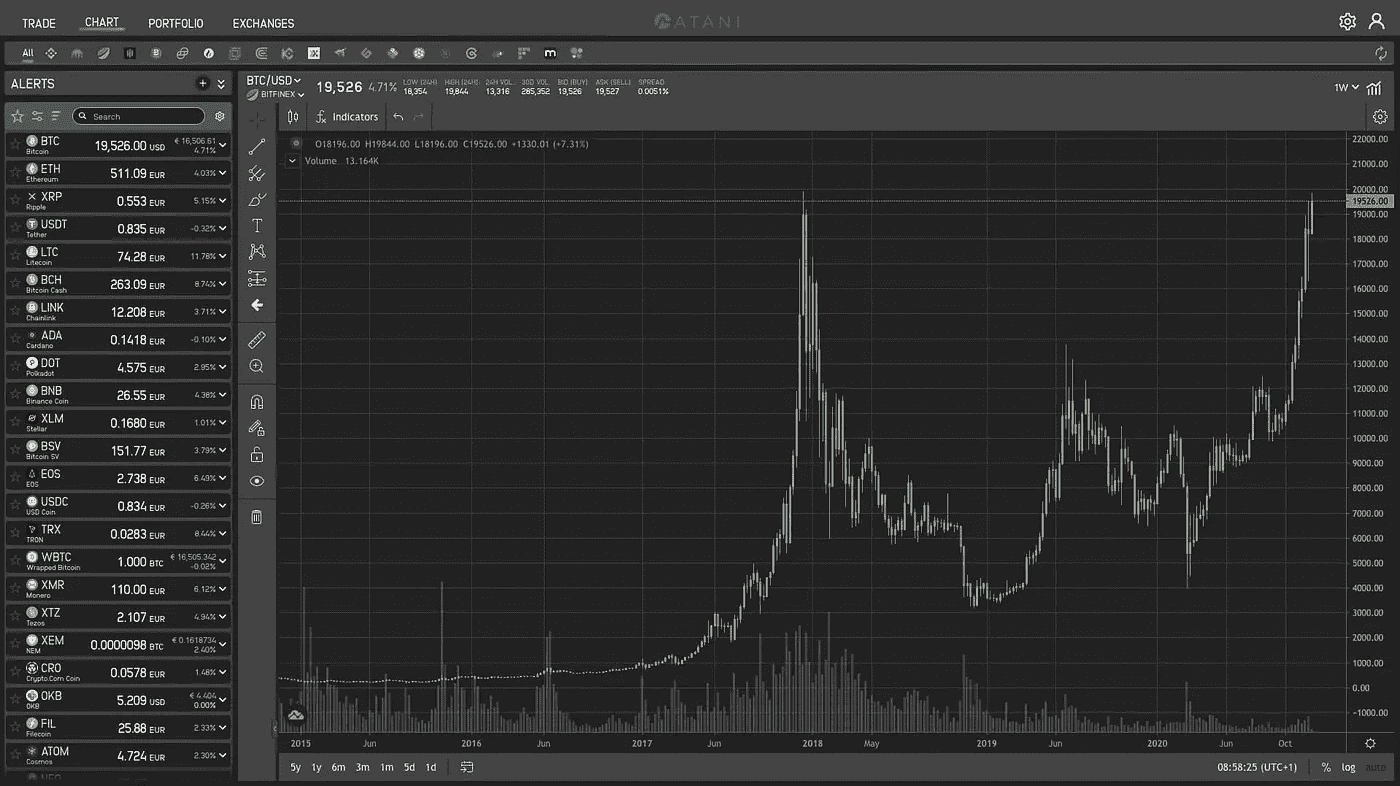 TRADE CHART PORTFOLIO EXCHANGES ATANI
All
ALERTS
Search
BTC 19,526.00 USD € 16,506.61
Bitcoin 4.71%
ETH 511.09 EUR 4.03%
Ethereum
XRP 0.553 EUR 5.15%
Ripple
USDT 0.835 EUR -0.32%
Tether
LTC 74.28 EUR 11.78%
Litecoin
BCH 263.09 EUR 8.74%
Bitcoin Cash
LINK 12.208 EUR 3.71%
Chainlink
ADA 0.1418 EUR -0.10%
Cardano
DOT 4.575 EUR 2.95%
Polkadot
BNB 26.55 EUR 4.38%
Binance Coin
XLM 0.1680 EUR 1.01%
Stellar
BSV 151.77 EUR 3.79%
Bitcoin SV
EOS 2.738 EUR 6.49%
EOS
USDC 0.834 EUR -0.26%
USD Coin
TRX 0.0283 EUR 8.44%
TRON
WBTC 1.000 BTC € 16,505.342
Wrapped Bitcoin -0.02%
XMR 110.00 EUR 6.12%
Monero
XTZ 2.107 EUR 4.94%
Tezos
XEM 0.0000098 BTC € 0.1618734
NEM 2.40%
CRO 0.0578 EUR 1.48%
Crypto.Com Coin
OKB 5.209 USD € 4.404
OKB 0.00%
FIL 25.88 EUR 2.33%
Filecoin
ATOM 4.724 EUR 2.30%
Cosmos
BTC/USD 19,526 4.71% LOW (24H) HIGH (24H) 24H VOL 30D VOL BID (BUY) ASK (SELL) SPREAD
BITFINEX 18,354 19,844 13,316 285,352 19,526 19,527 0.0051%
1W
Indicators
O18196.00 H19844.00 L18196.00 C19526.00 +1330.01 (+7.31%)
Volume 13.164K
22000.00
21000.00
20000.00
19526.00
19000.00
18000.00
17000.00
16000.00
15000.00
14000.00
13000.00
12000.00
11000.00
10000.00
9000.00
8000.00
7000.00
6000.00
5000.00
4000.00
3000.00
2000.00
1000.00
0.00
-1000.00
2015 Jun 2016 Jun 2017 Jun 2018 May 2019 Jun 2020 Jun Oct
5y 1y 6m 3m 1m 5d 1d 08:58:25 (UTC+1) % log auto